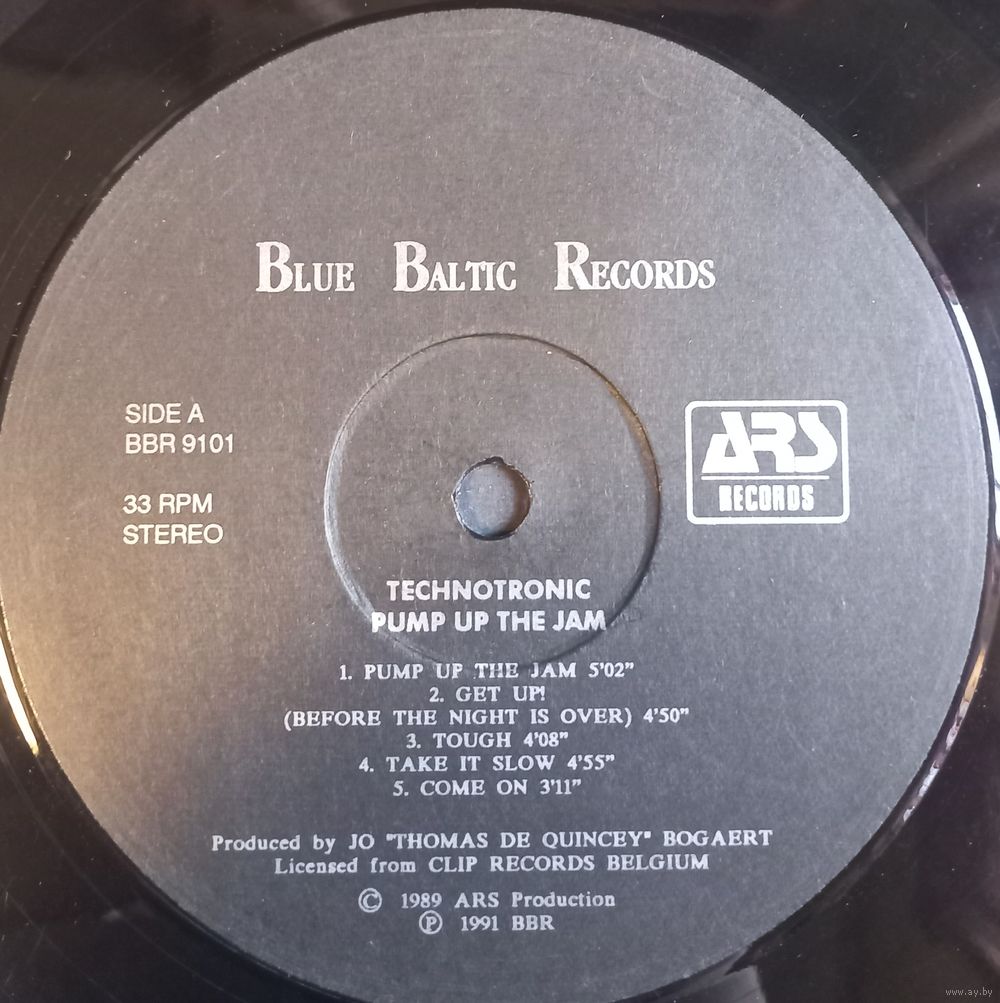 BLUE BALTIC RECORDS
SIDE A
BBR 9101
33 RPM
STEREO
ARS
RECORDS
TECHNOTRONIC
PUMP UP THE JAM
1. PUMP UP THE JAM 5'02"
2. GET UP!
(BEFORE THE NIGHT IS OVER) 4'50"
3. TOUGH 4'08"
4. TAKE IT SLOW 4'55"
5. COME ON 3'11"
Produced by JO "THOMAS DE QUINCEY" BOGAERT
Licensed from CLIP RECORDS BELGIUM
© 1989 ARS Production
℗ 1991 BBR
www.ay.by